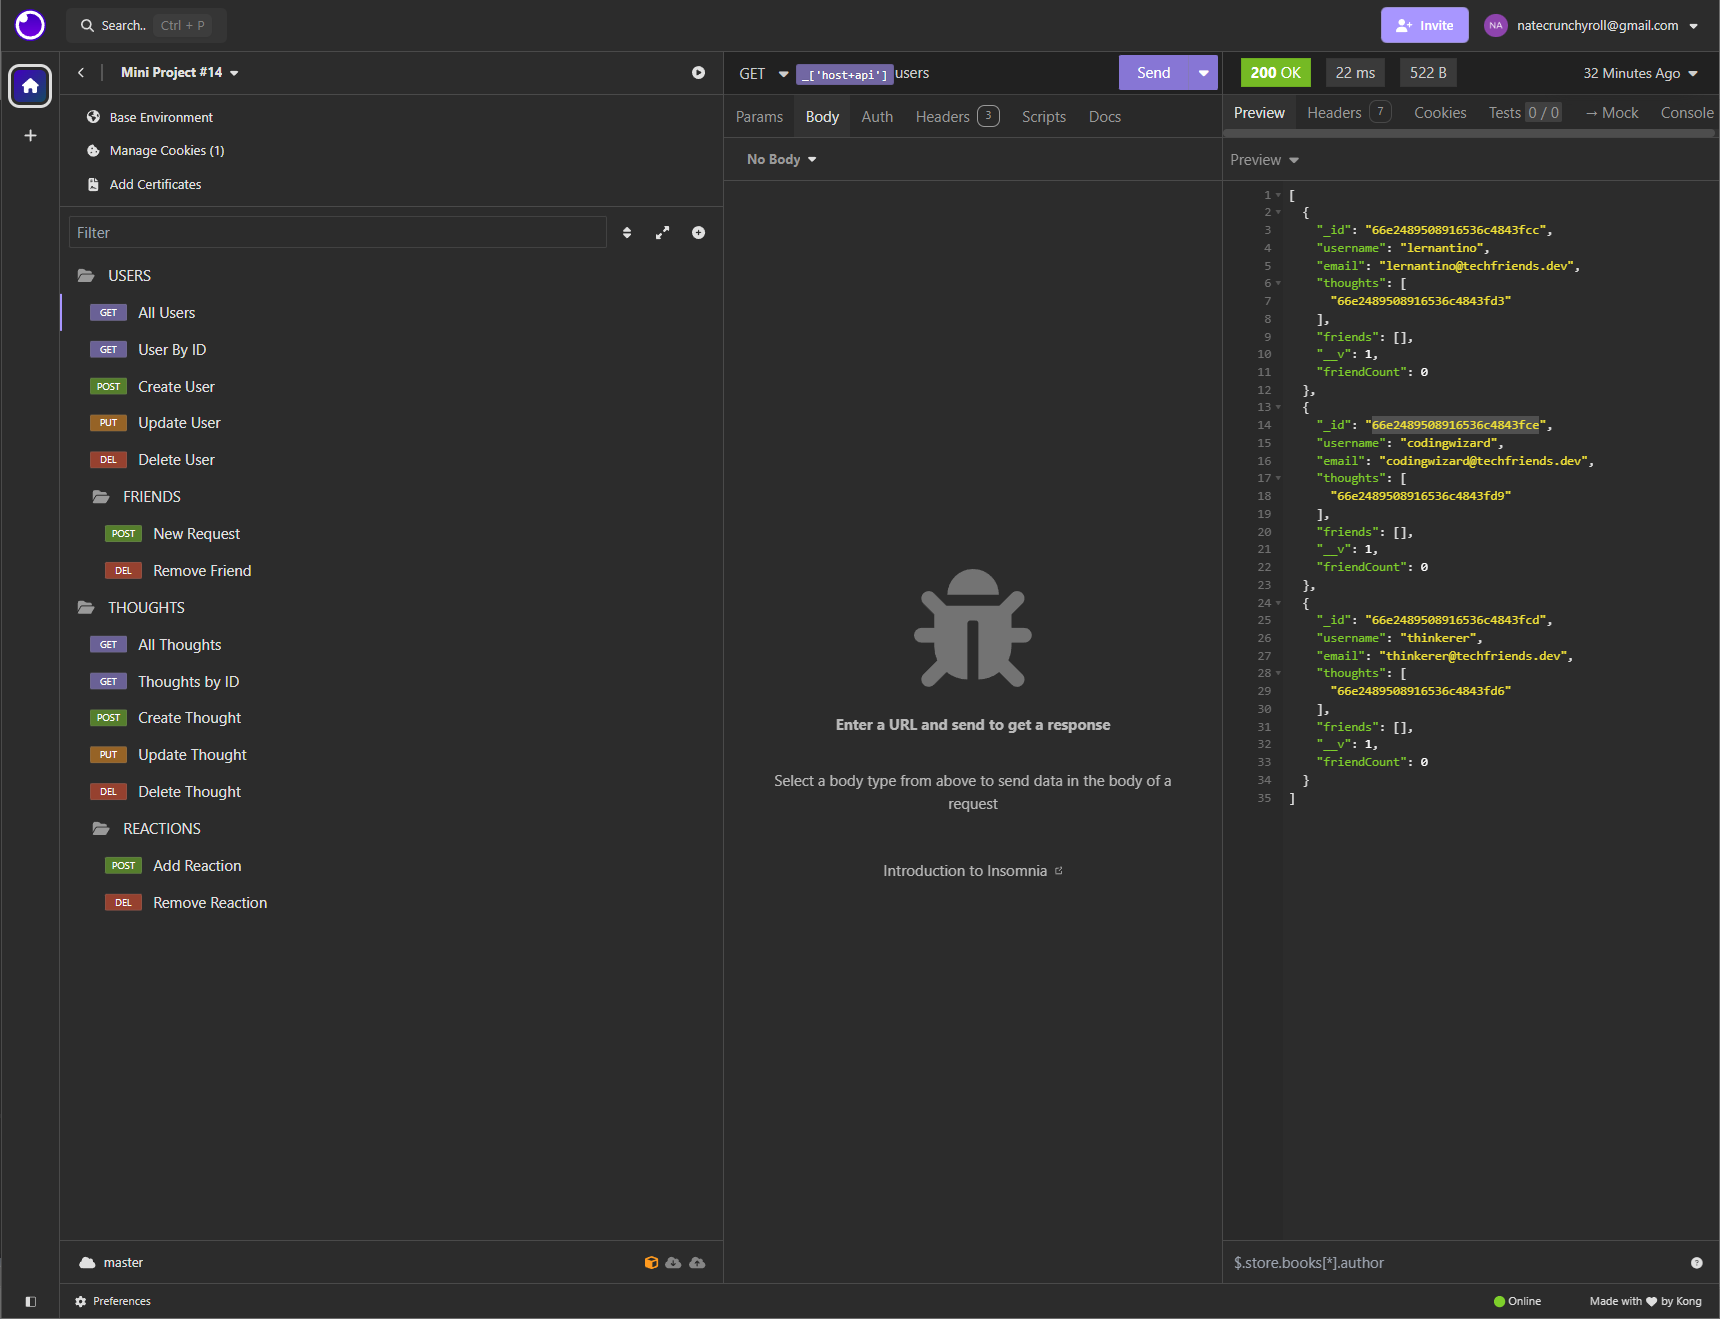 Search.. Ctrl + P
Invite
NA natecrunchyroll@gmail.com
Mini Project #14
Base Environment
Manage Cookies (1)
Add Certificates
Filter
USERS
GET All Users
GET User By ID
POST Create User
PUT Update User
DEL Delete User
FRIENDS
POST New Request
DEL Remove Friend
THOUGHTS
GET All Thoughts
GET Thoughts by ID
POST Create Thought
PUT Update Thought
DEL Delete Thought
REACTIONS
POST Add Reaction
DEL Remove Reaction
master
Preferences
GET _['host+api'] users Send
Params Body Auth Headers 3 Scripts Docs
No Body
Enter a URL and send to get a response
Select a body type from above to send data in the body of a
request
Introduction to Insomnia
200 OK 22 ms 522 B 32 Minutes Ago
Preview Headers 7 Cookies Tests 0 / 0 → Mock Console
Preview
1 [
2 {
3 "_id": "66e2489508916536c4843fcc",
4 "username": "lernantino",
5 "email": "lernantino@techfriends.dev",
6 "thoughts": [
7 "66e2489508916536c4843fd3"
8 ],
9 "friends": [],
10 "__v": 1,
11 "friendCount": 0
12 },
13 {
14 "_id": "66e2489508916536c4843fce",
15 "username": "codingwizard",
16 "email": "codingwizard@techfriends.dev",
17 "thoughts": [
18 "66e2489508916536c4843fd9"
19 ],
20 "friends": [],
21 "__v": 1,
22 "friendCount": 0
23 },
24 {
25 "_id": "66e2489508916536c4843fcd",
26 "username": "thinkerer",
27 "email": "thinkerer@techfriends.dev",
28 "thoughts": [
29 "66e2489508916536c4843fd6"
30 ],
31 "friends": [],
32 "__v": 1,
33 "friendCount": 0
34 }
35 ]
$.store.books[*].author
Online
Made with ♥ by Kong